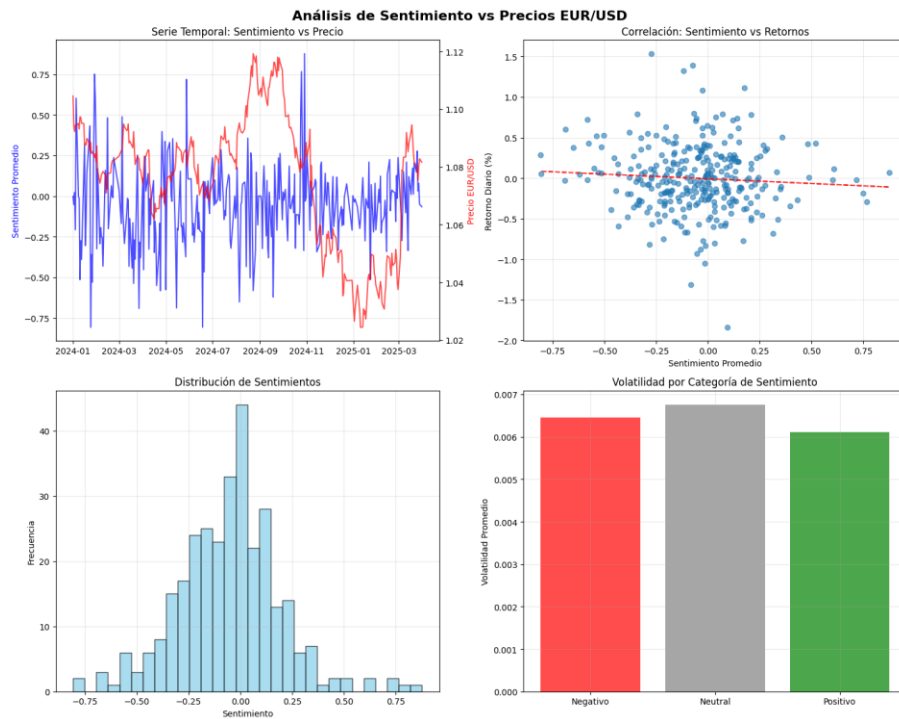 Análisis de Sentimiento vs Precios EUR/USD
Serie Temporal: Sentimiento vs Precio
Sentimiento Promedio
0.75
0.50
0.25
0.00
−0.25
−0.50
−0.75
1.12
1.10
1.08
1.06
1.04
1.02
Precio EUR/USD
2024-01 2024-03 2024-05 2024-07 2024-09 2024-11 2025-01 2025-03
Correlación: Sentimiento vs Retornos
Retorno Diario (%)
1.5
1.0
0.5
0.0
−0.5
−1.0
−1.5
−2.0
−0.75 −0.50 −0.25 0.00 0.25 0.50 0.75
Sentimiento Promedio
Distribución de Sentimientos
Frecuencia
40
30
20
10
0
−0.75 −0.50 −0.25 0.00 0.25 0.50 0.75
Sentimiento
Volatilidad por Categoría de Sentimiento
Volatilidad Promedio
0.007
0.006
0.005
0.004
0.003
0.002
0.001
0.000
Negativo Neutral Positivo